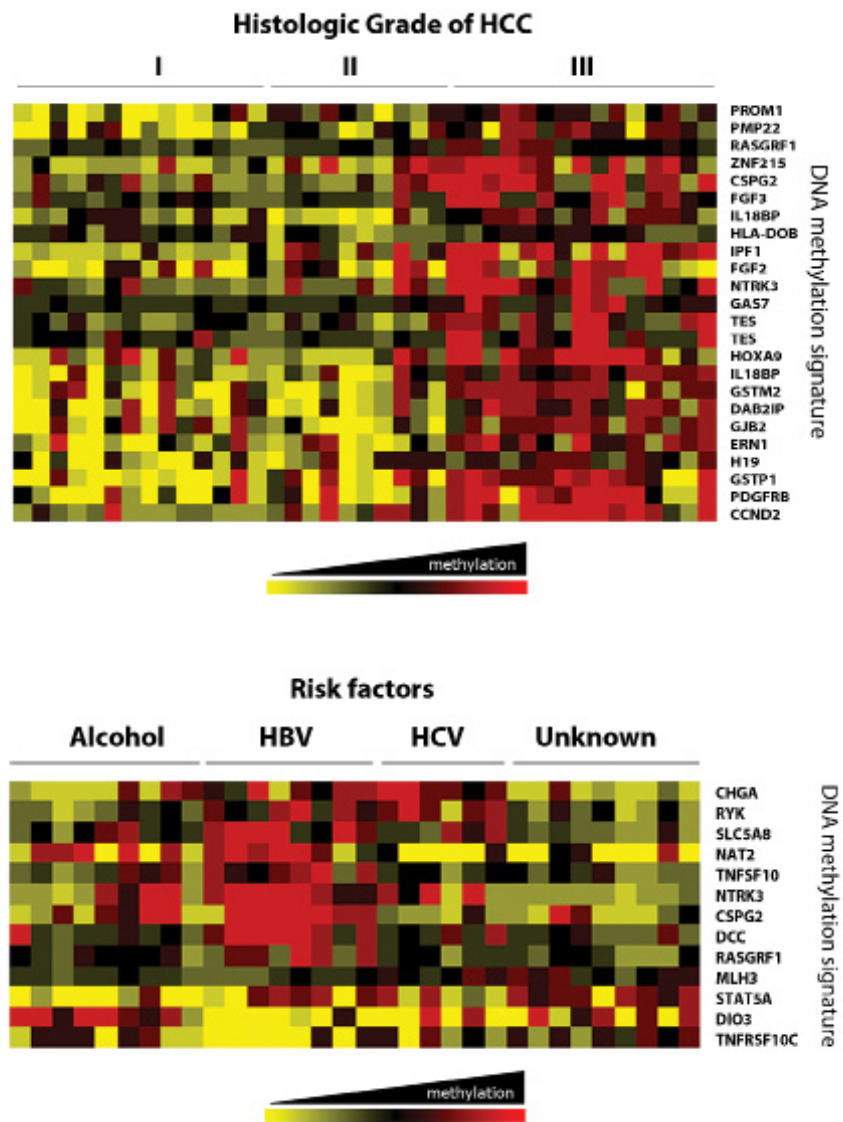 Histologic Grade of HCC
I II III
PROM1
PMP22
RASGRF1
ZNF215
CSPG2
FGF3
IL18BP
HLA-DOB
IPF1
FGF2
NTRK3
GAS7
TES
TES
HOXA9
IL18BP
GSTM2
DAB2IP
GJB2
ERN1
H19
GSTP1
PDGFRB
CCND2
DNA methylation signature
methylation
Risk factors
Alcohol HBV HCV Unknown
CHGA
RYK
SLC5A8
NAT2
TNFSF10
NTRK3
CSPG2
DCC
RASGRF1
MLH3
STAT5A
DIO3
TNFRSF10C
DNA methylation signature
methylation